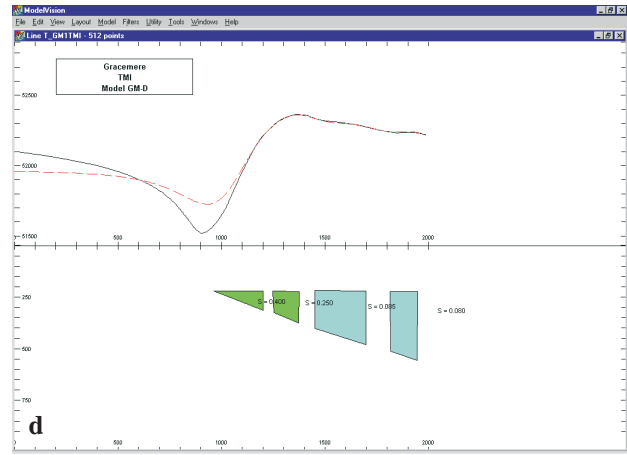 ModelVision
File Edit View Layout Model Filters Utility Tools Windows Help
Line T_GM1TMI - 512 points
Gracemere
TMI
Model GM-D
52500
52000
51500
500 1000 1500 2000
250
S = 0.400 S = 0.250 S = 0.085 S = 0.080
500
750
d
500 1000 1500 2000